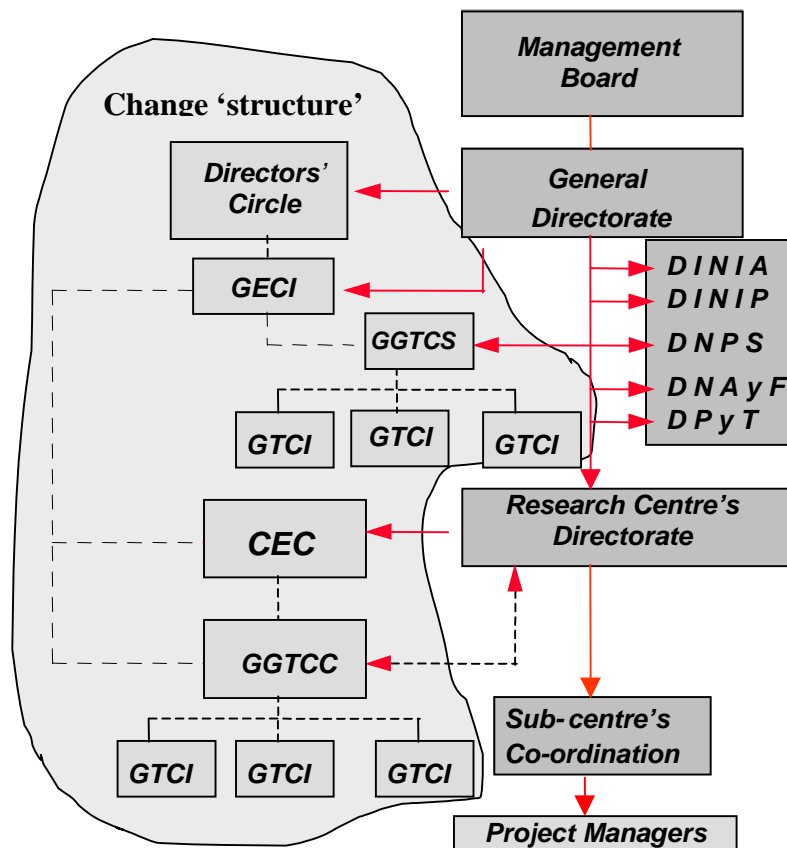 Management
Board
Change ‘structure’
Directors’
Circle
General
Directorate
GECI
D I N I A
D I N I P
GGTCS
D N P S
D N A y F
D P y T
GTCI
GTCI
GTCI
Research Centre’s
Directorate
CEC
GGTCC
Sub- centre’s
Co-ordination
GTCI
GTCI
GTCI
Project Managers